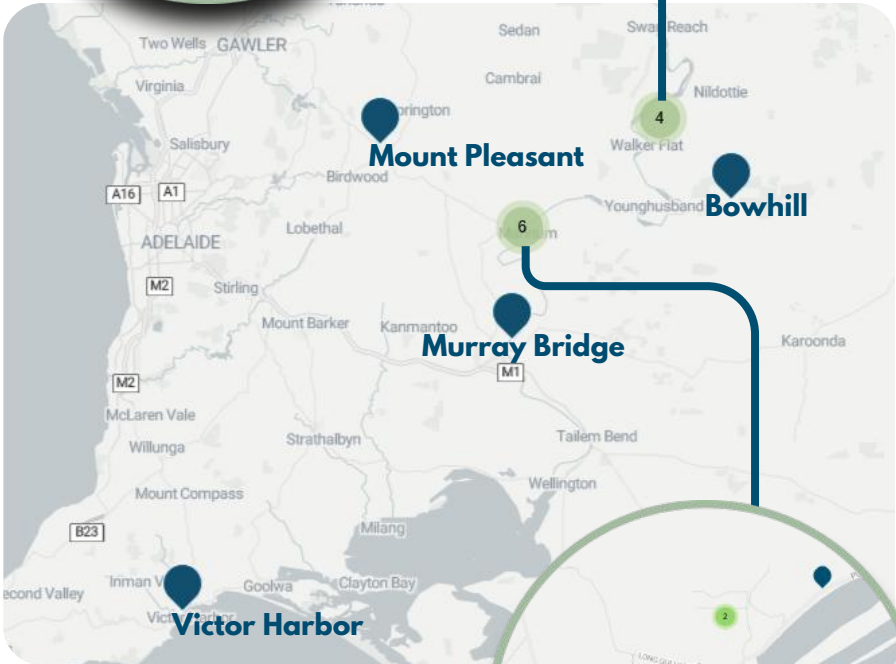 Sedan
Swan Reach
Two Wells
GAWLER
Cambrai
Virginia
Nildottie
4
Salisbury
Walker Flat
Mount Pleasant
Birdwood
A16
A1
Younghusband
Bowhill
Lobethal
6
ADELAIDE
M2
Stirling
Mount Barker
Kanmantoo
Murray Bridge
Karoonda
M1
M2
McLaren Vale
Strathalbyn
Tailem Bend
Willunga
Wellington
Mount Compass
B23
Milang
Goolwa
Clayton Bay
Victor Harbor
2